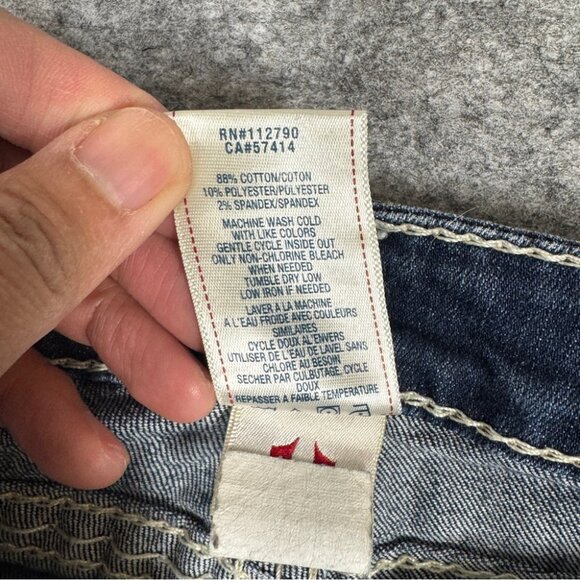 RN#112790
CA#57414
88% COTTON/COTON
10% POLYESTER/POLYESTER
2% SPANDEX/SPANDEX
MACHINE WASH COLD
WITH LIKE COLORS
GENTLE CYCLE INSIDE OUT
ONLY NON-CHLORINE BLEACH
WHEN NEEDED
TUMBLE DRY LOW
LOW IRON IF NEEDED
LAVER A LA MACHINE
A L'EAU FROIDE AVEC COULEURS
SIMILAIRES
CYCLE DOUX AL'ENVERS
UTILISER DE L'EAU DE LAVEL SANS
CHLORE AU BESOIN
SECHER PAR CULBUTAGE, CYCLE
DOUX
REPASSER A FAIBLE TEMPERATURE